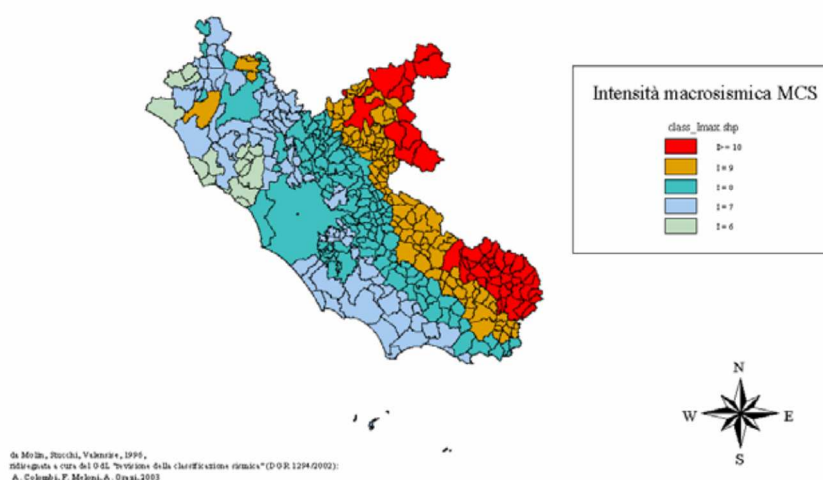 Intensità macrosismica MCS
class_Imax.shp
I>= 10
I = 9
I = 8
I = 7
I = 6
N
W E
S
da Molin, Stucchi, Valensise, 1996,
ridisegnata a cura del GdL "revisione della classificazione sismica" (DGR 1294/2002):
A. Colombi, F. Meloni, A. Orazi, 2003